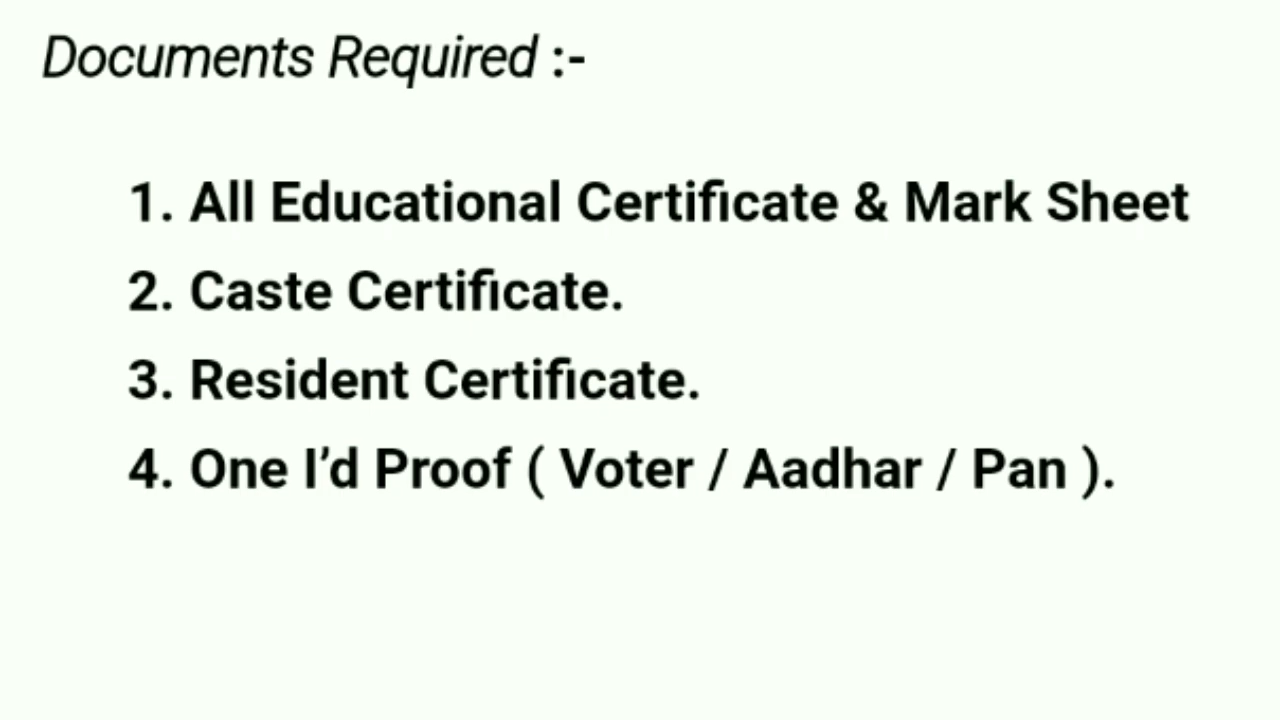 Documents Required :-
1. All Educational Certificate & Mark Sheet
2. Caste Certificate.
3. Resident Certificate.
4. One I’d Proof ( Voter / Aadhar / Pan ).